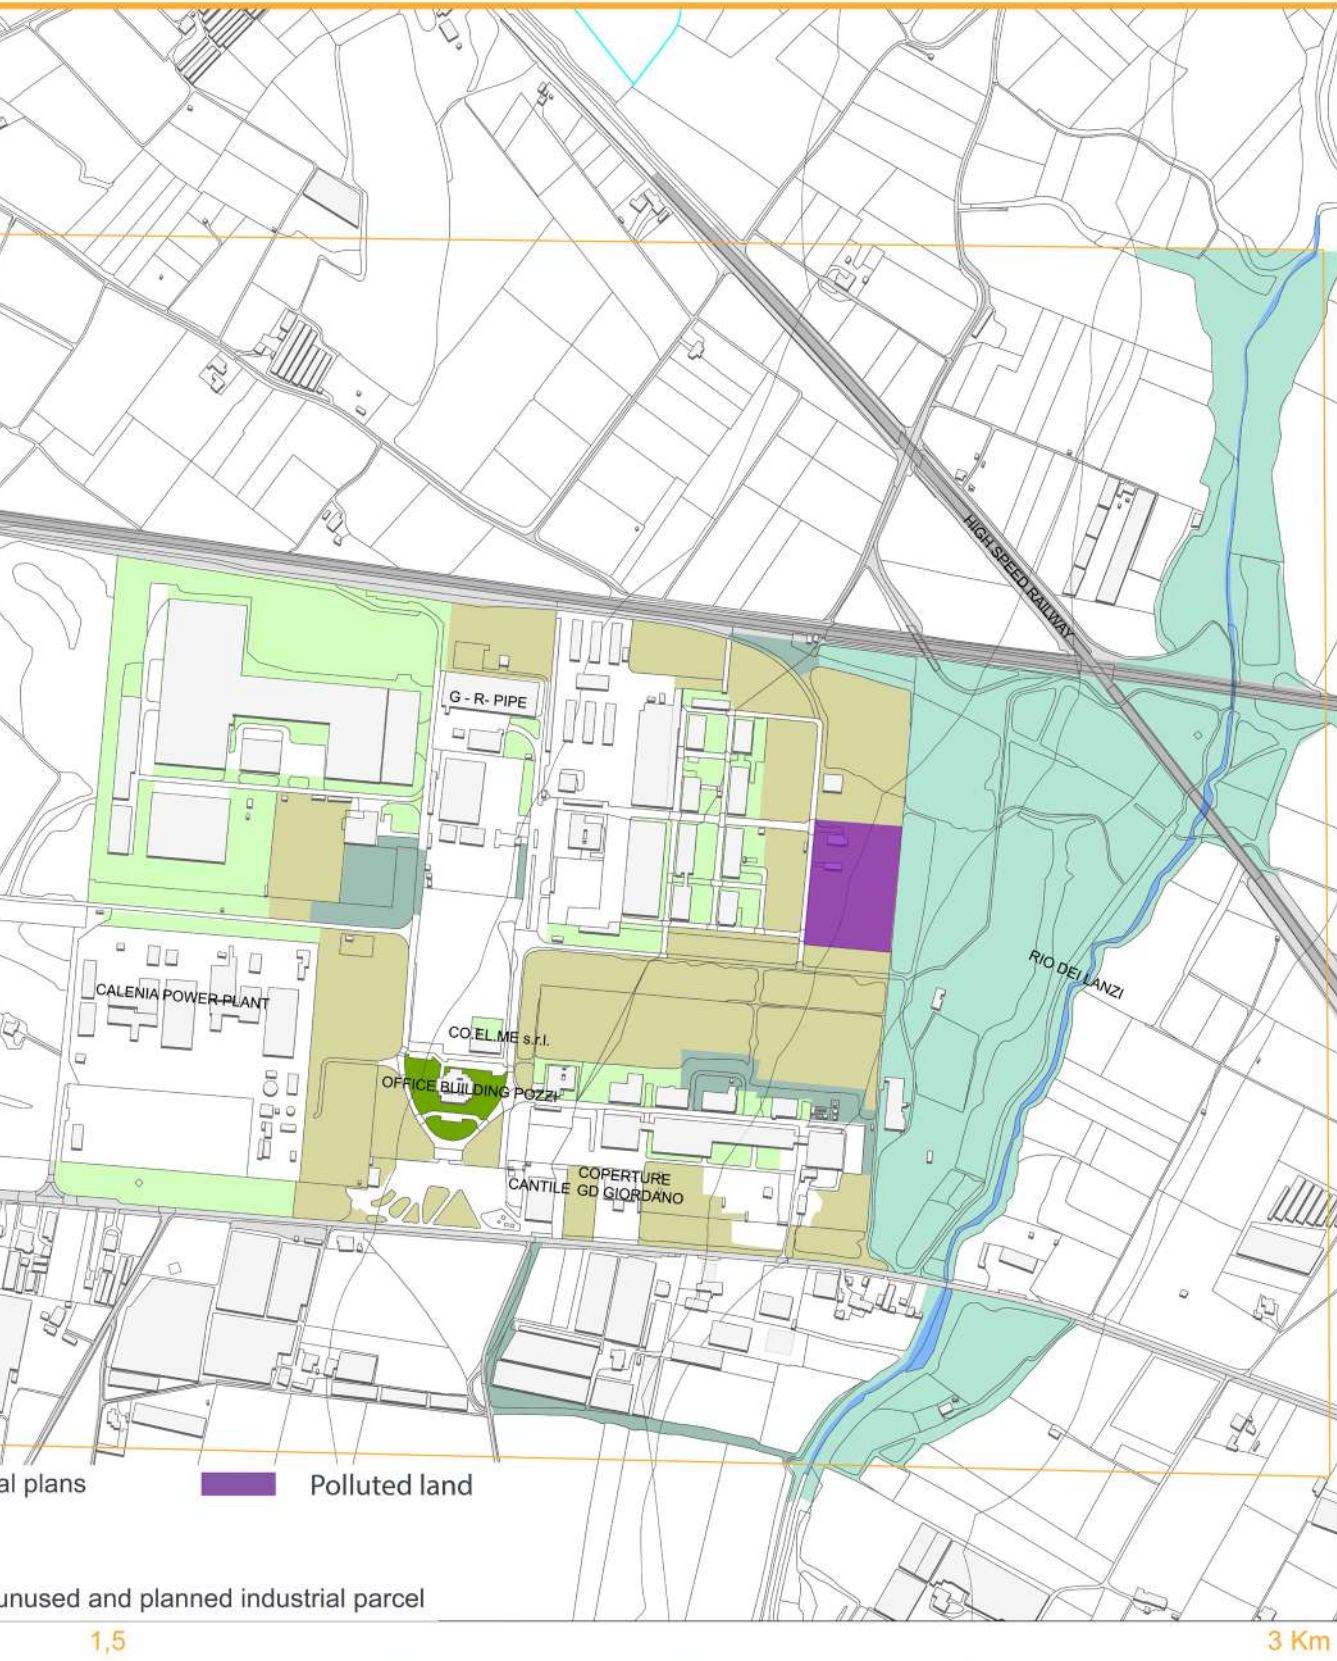 HIGH SPEED RAILWAY
G - R- PIPE
RIO DEI LANZI
CALENIA POWER PLANT
CO.EL.ME s.r.l.
OFFICE BUILDING POZZI
COPERTURE
CANTILE GD GIORDANO
al plans
Polluted land
unused and planned industrial parcel
1,5
3 Km